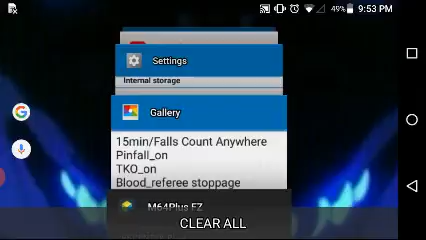 49% 9:53 PM
Settings
Internal storage
Gallery
15min/Falls Count Anywhere
Pinfall_on
TKO_on
Blood_referee stoppage
M64Plus FZ
CLEAR ALL